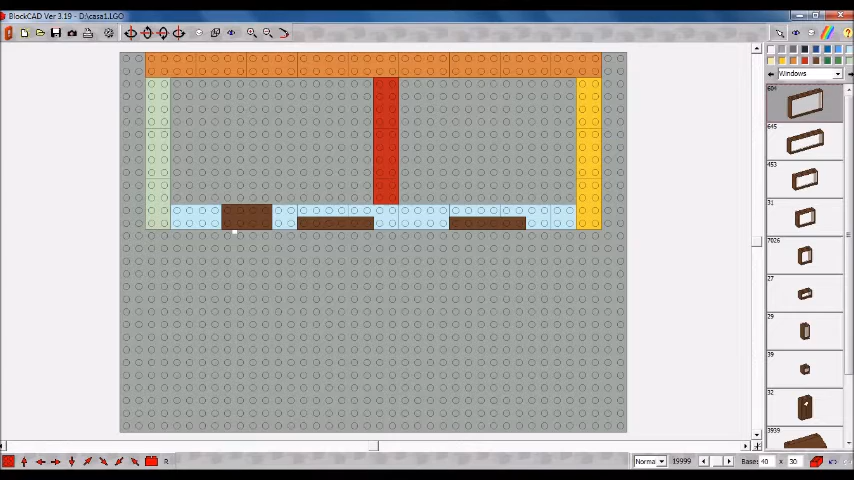 BlockCAD Ver 3.19 - D:\casa1.LGO
Windows
604
645
453
31
7026
27
29
39
32
3939
R
Norma
19999
Base: 40 x 30